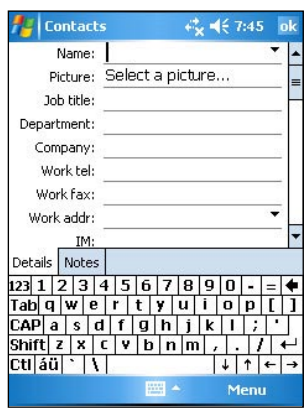 Contacts 7:45 ok
Name:
Picture: Select a picture...
Job title:
Department:
Company:
Work tel:
Work fax:
Work addr:
IM:
Details Notes
123 1 2 3 4 5 6 7 8 9 0 - =
Tab q w e r t y u i o p [ ]
CAP a s d f g h j k l ; '
Shift z x c v b n m , . /
Ctl áü ` \ ↓ ↑ ← →
Menu